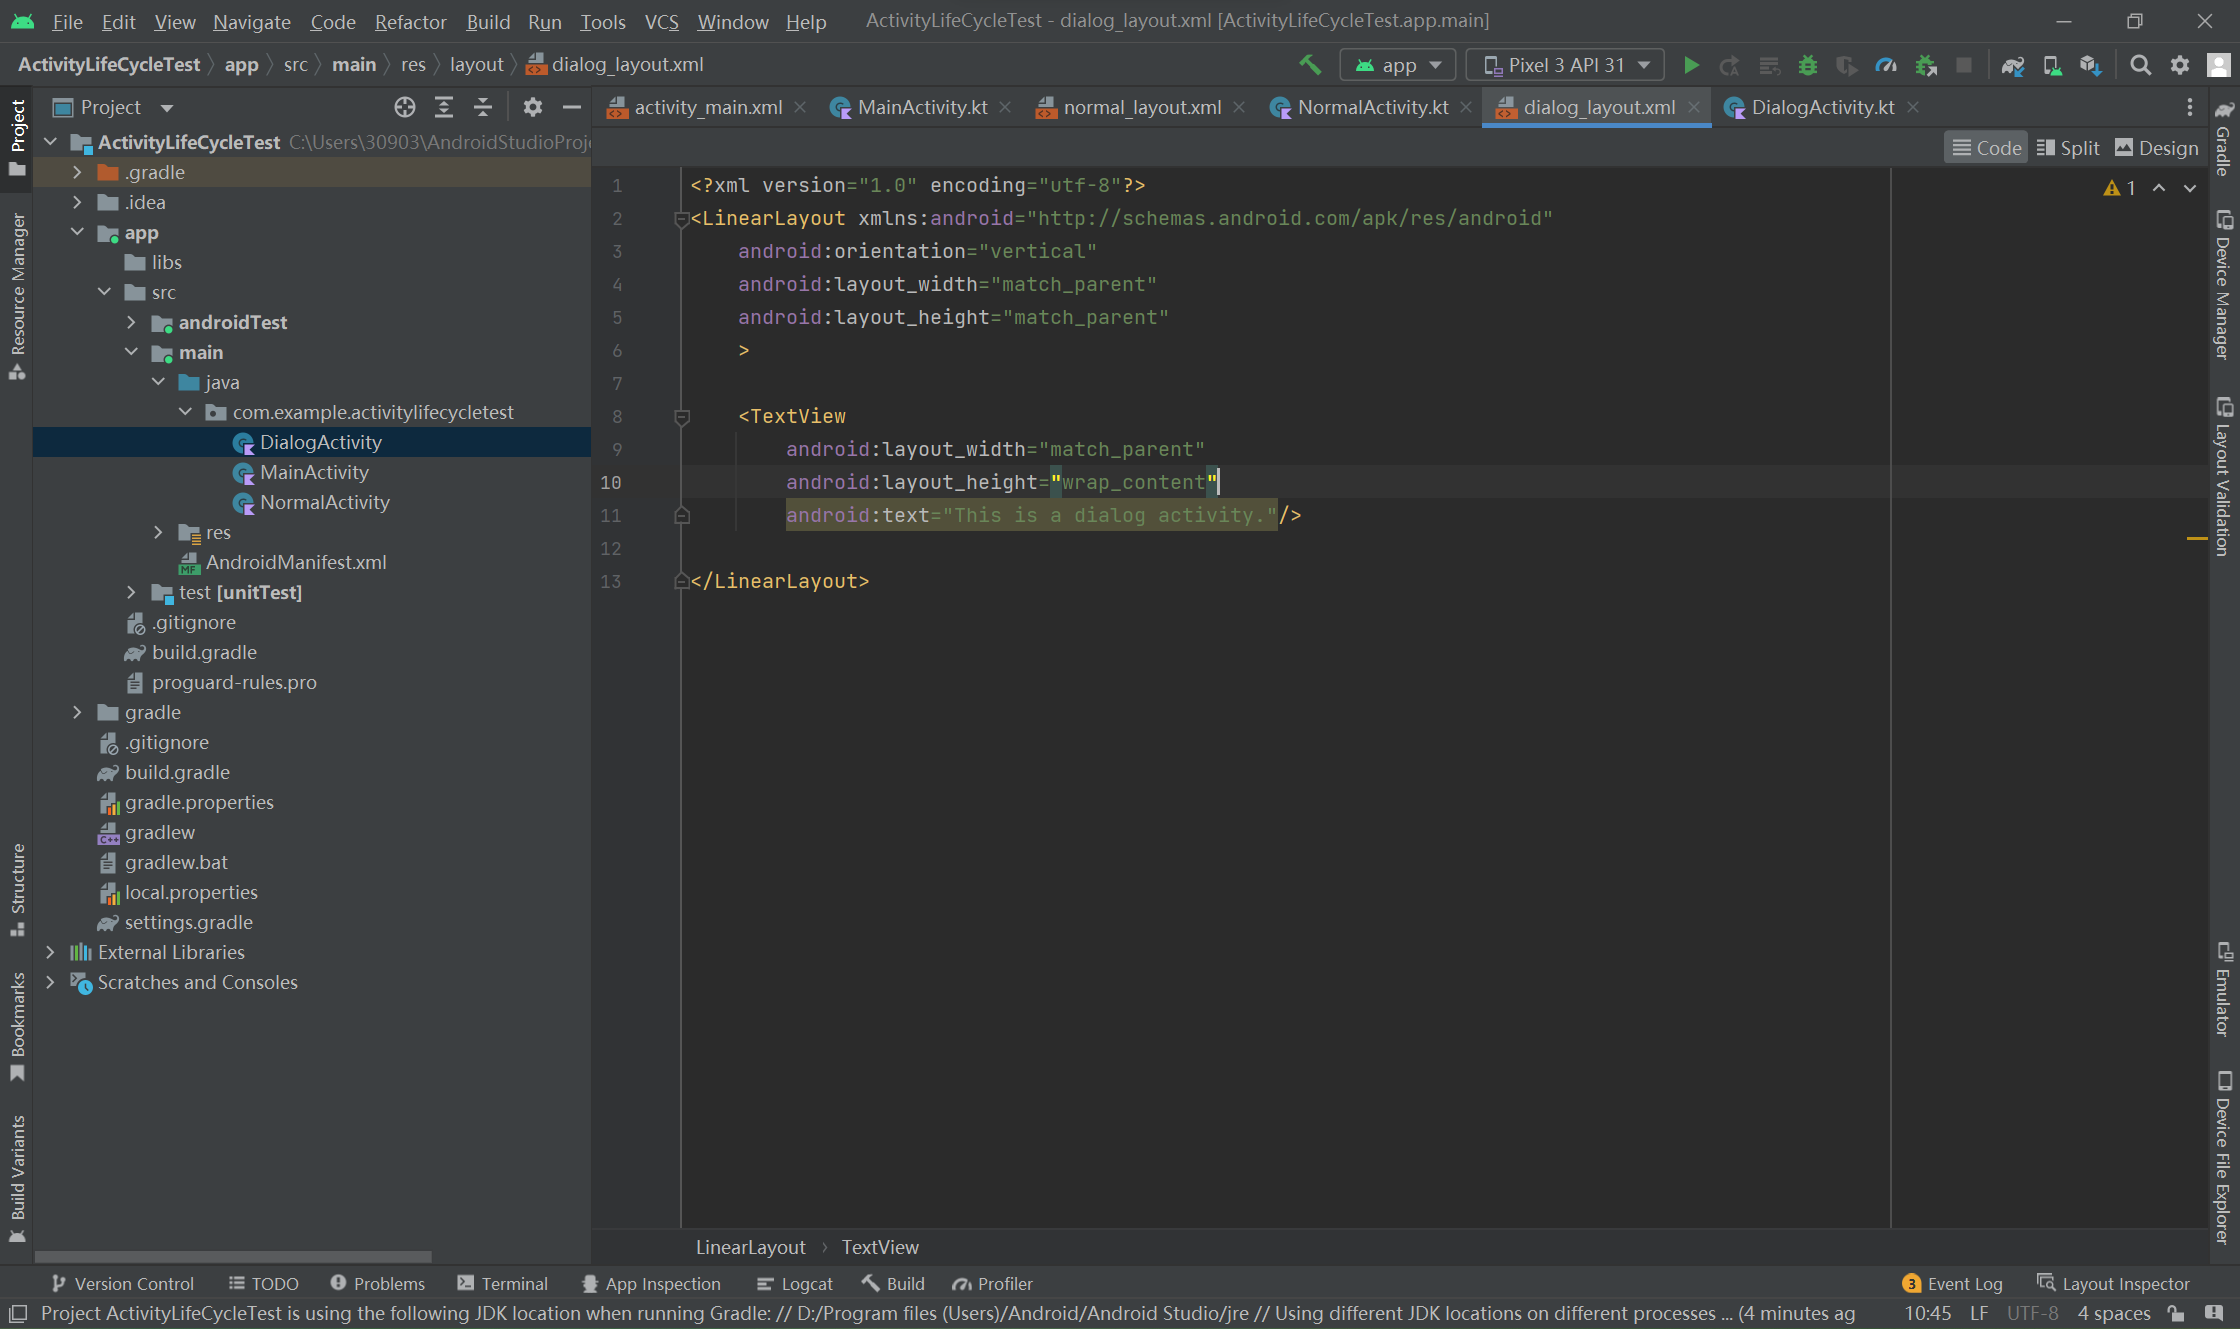 File Edit View Navigate Code Refactor Build Run Tools VCS Window Help ActivityLifeCycleTest - dialog_layout.xml [ActivityLifeCycleTest.app.main]
ActivityLifeCycleTest app src main res layout dialog_layout.xml app Pixel 3 API 31
Project
activity_main.xml MainActivity.kt normal_layout.xml NormalActivity.kt dialog_layout.xml DialogActivity.kt
Code Split Design
Project
Resource Manager
Structure
Bookmarks
Build Variants
ActivityLifeCycleTest C:\Users\30903\AndroidStudioProj
.gradle
.idea
app
libs
src
androidTest
main
java
com.example.activitylifecycletest
DialogActivity
MainActivity
NormalActivity
res
AndroidManifest.xml
test [unitTest]
.gitignore
build.gradle
proguard-rules.pro
gradle
.gitignore
build.gradle
gradle.properties
gradlew
gradlew.bat
local.properties
settings.gradle
External Libraries
Scratches and Consoles
1 <?xml version="1.0" encoding="utf-8"?>
2 <LinearLayout xmlns:android="http://schemas.android.com/apk/res/android"
3 android:orientation="vertical"
4 android:layout_width="match_parent"
5 android:layout_height="match_parent"
6 >
7
8 <TextView
9 android:layout_width="match_parent"
10 android:layout_height="wrap_content"
11 android:text="This is a dialog activity."/>
12
13 </LinearLayout>
1
Gradle
Device Manager
Layout Validation
Emulator
Device File Explorer
LinearLayout TextView
Version Control TODO Problems Terminal App Inspection Logcat Build Profiler 3 Event Log Layout Inspector
Project ActivityLifeCycleTest is using the following JDK location when running Gradle: // D:/Program files (Users)/Android/Android Studio/jre // Using different JDK locations on different processes ... (4 minutes ag 10:45 LF UTF-8 4 spaces